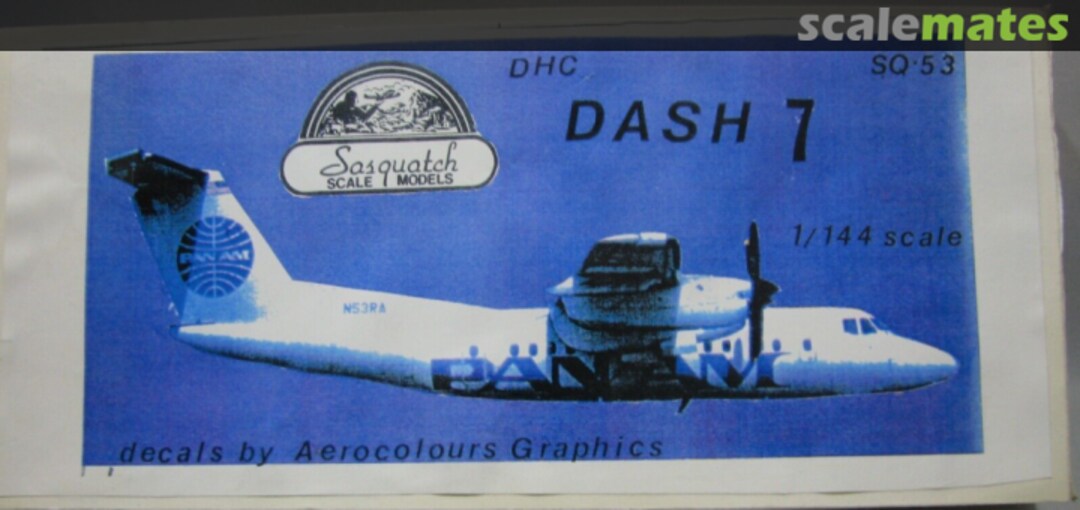 scalemates
DHC
SQ·53
DASH 7
Sasquatch
SCALE MODELS
1/144 scale
PAN AM
N53RA
PAN AM
decals by Aerocolours Graphics